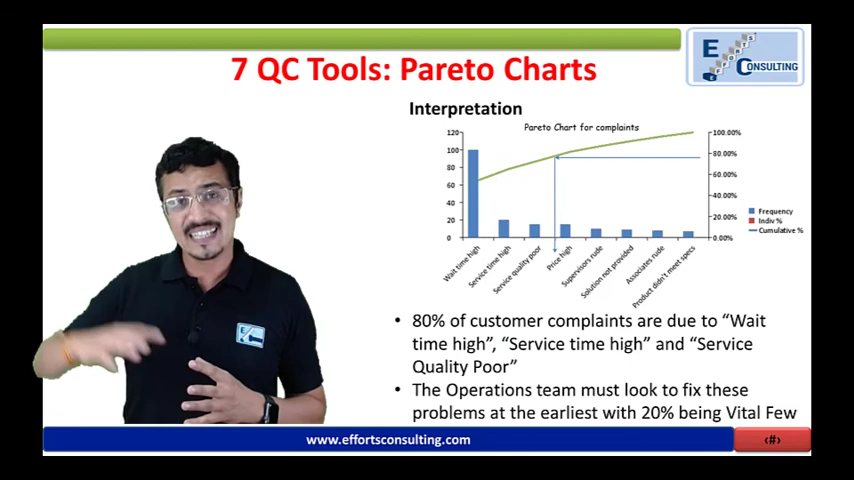 7 QC Tools: Pareto Charts
E
EFFORTS
CONSULTING
Interpretation
Pareto Chart for complaints
120
100
80
60
40
20
0
100.00%
80.00%
60.00%
40.00%
20.00%
0.00%
Frequency
Indiv %
Cumulative %
Wait time high
Service time high
Service quality poor
Price high
Supervisors rude
Solution not provided
Associates rude
Product didn't meet specs
• 80% of customer complaints are due to “Wait
time high”, “Service time high” and “Service
Quality Poor”
• The Operations team must look to fix these
problems at the earliest with 20% being Vital Few
www.effortsconsulting.com
‹#›